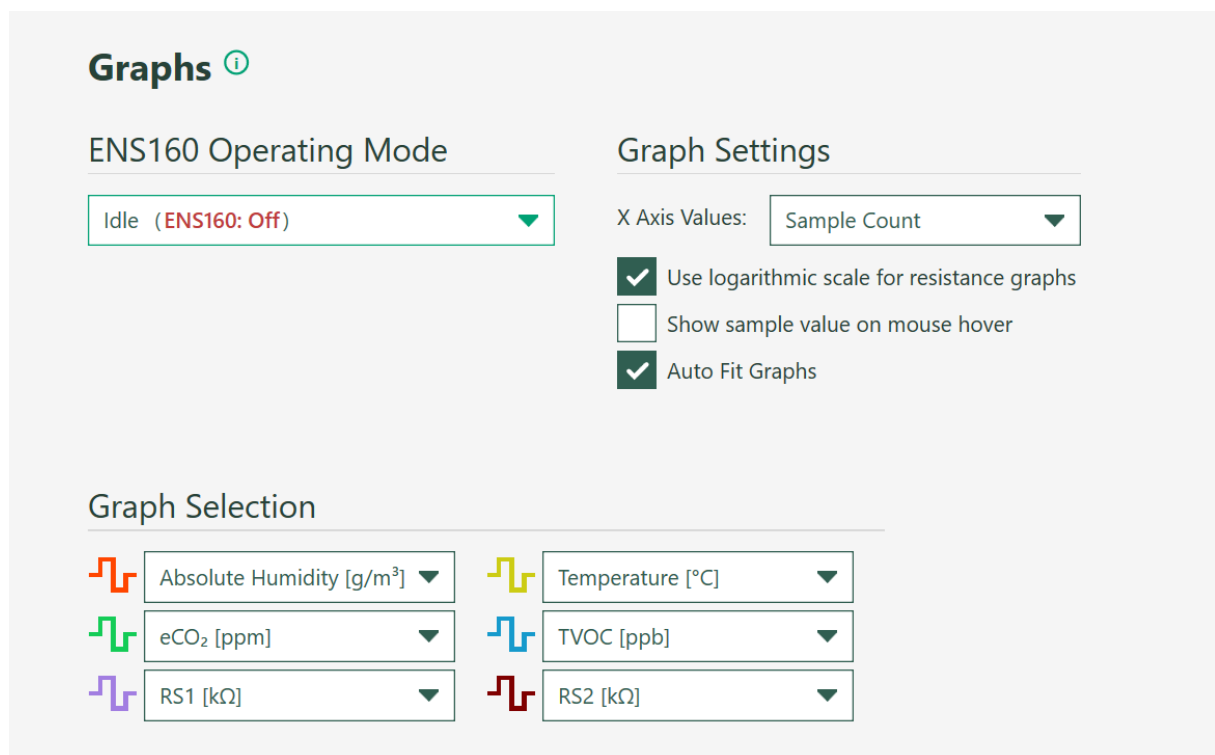 Graphs
ENS160 Operating Mode
Idle (ENS160: Off)
Graph Settings
X Axis Values: Sample Count
Use logarithmic scale for resistance graphs
Show sample value on mouse hover
Auto Fit Graphs
Graph Selection
Absolute Humidity [g/m³] Temperature [°C]
eCO₂ [ppm] TVOC [ppb]
RS1 [kΩ] RS2 [kΩ]